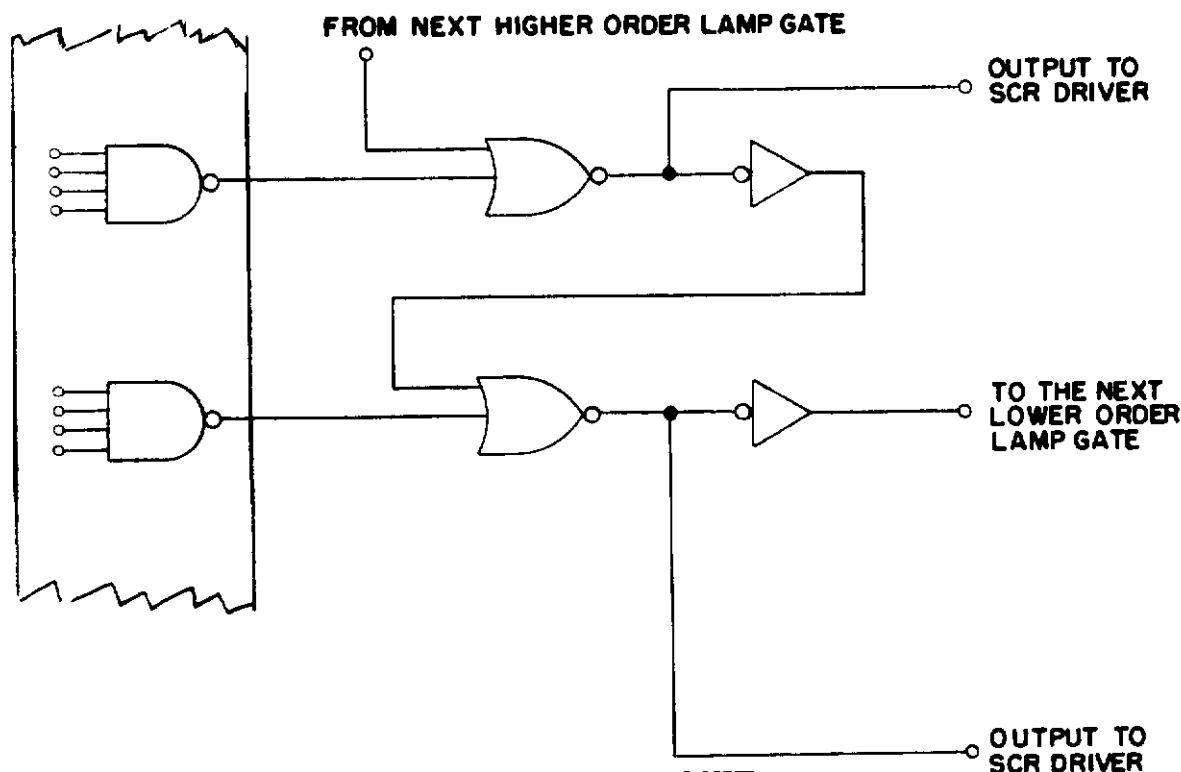 FROM NEXT HIGHER ORDER LAMP GATE
OUTPUT TO
SCR DRIVER
TO THE NEXT
LOWER ORDER
LAMP GATE
OUTPUT TO
SCR DRIVER